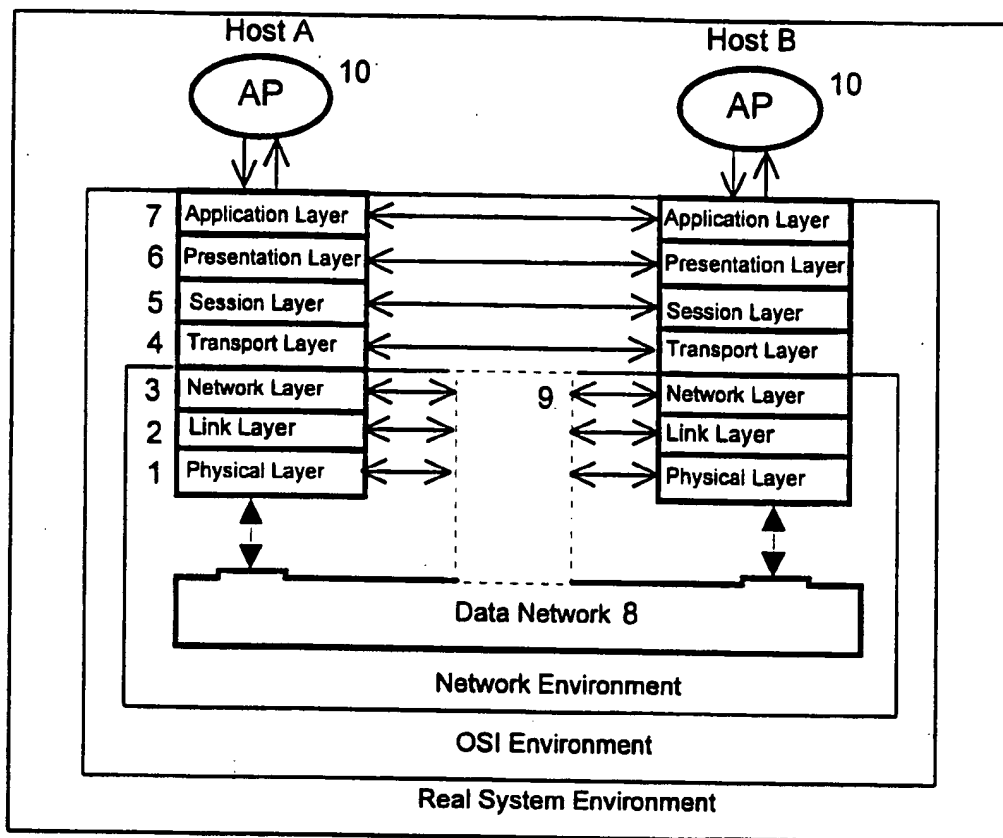 Host A
Host B
AP
10
AP
10
7
Application Layer
Application Layer
6
Presentation Layer
Presentation Layer
5
Session Layer
Session Layer
4
Transport Layer
Transport Layer
3
Network Layer
9
Network Layer
2
Link Layer
Link Layer
1
Physical Layer
Physical Layer
Data Network 8
Network Environment
OSI Environment
Real System Environment